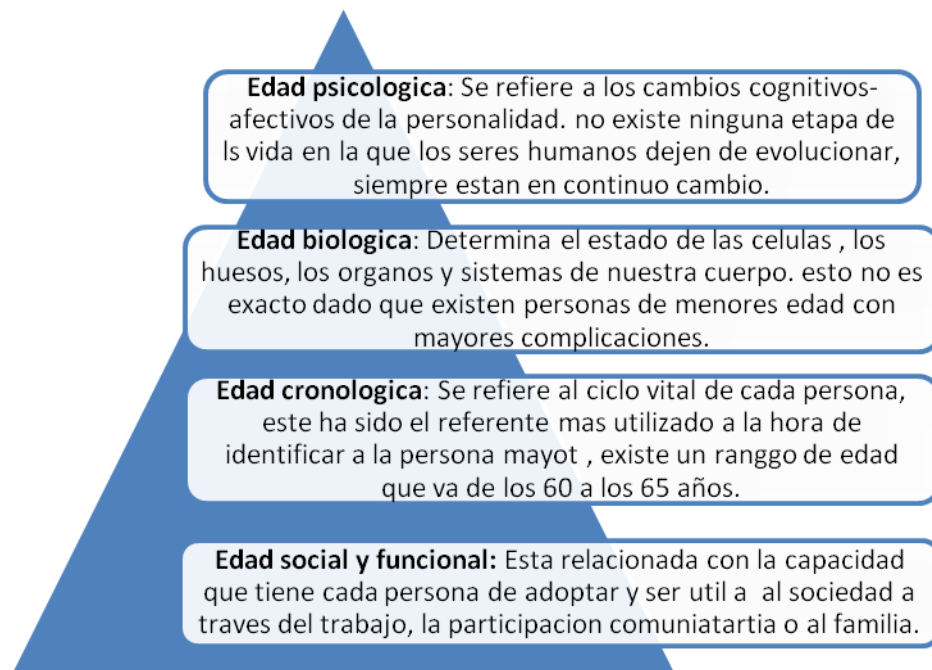 Edad psicologica: Se refiere a los cambios cognitivos-
afectivos de la personalidad. no existe ninguna etapa de
ls vida en la que los seres humanos dejen de evolucionar,
siempre estan en continuo cambio.
Edad biologica: Determina el estado de las celulas , los
huesos, los organos y sistemas de nuestra cuerpo. esto no es
exacto dado que existen personas de menores edad con
mayores complicaciones.
Edad cronologica: Se refiere al ciclo vital de cada persona,
este ha sido el referente mas utilizado a la hora de
identificar a la persona mayot , existe un ranggo de edad
que va de los 60 a los 65 años.
Edad social y funcional: Esta relacionada con la capacidad
que tiene cada persona de adoptar y ser util a  al sociedad a
traves del trabajo, la participacion comuniatartia o al familia.